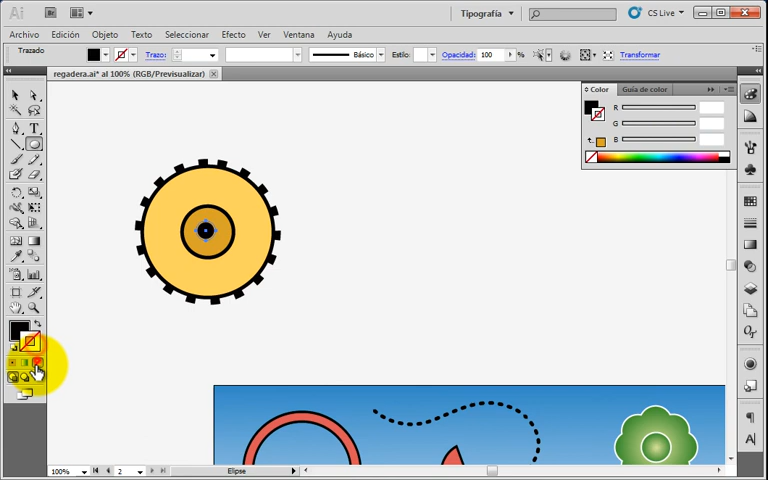 Ai Br Tipografía CS Live
Archivo Edición Objeto Texto Seleccionar Efecto Ver Ventana Ayuda
Trazado Trazo: Básico Estilo: Opacidad: 100 % Transformar
regadera.ai* al 100% (RGB/Previsualizar)
Color Guía de color
R
G
B
100% 2 Elipse